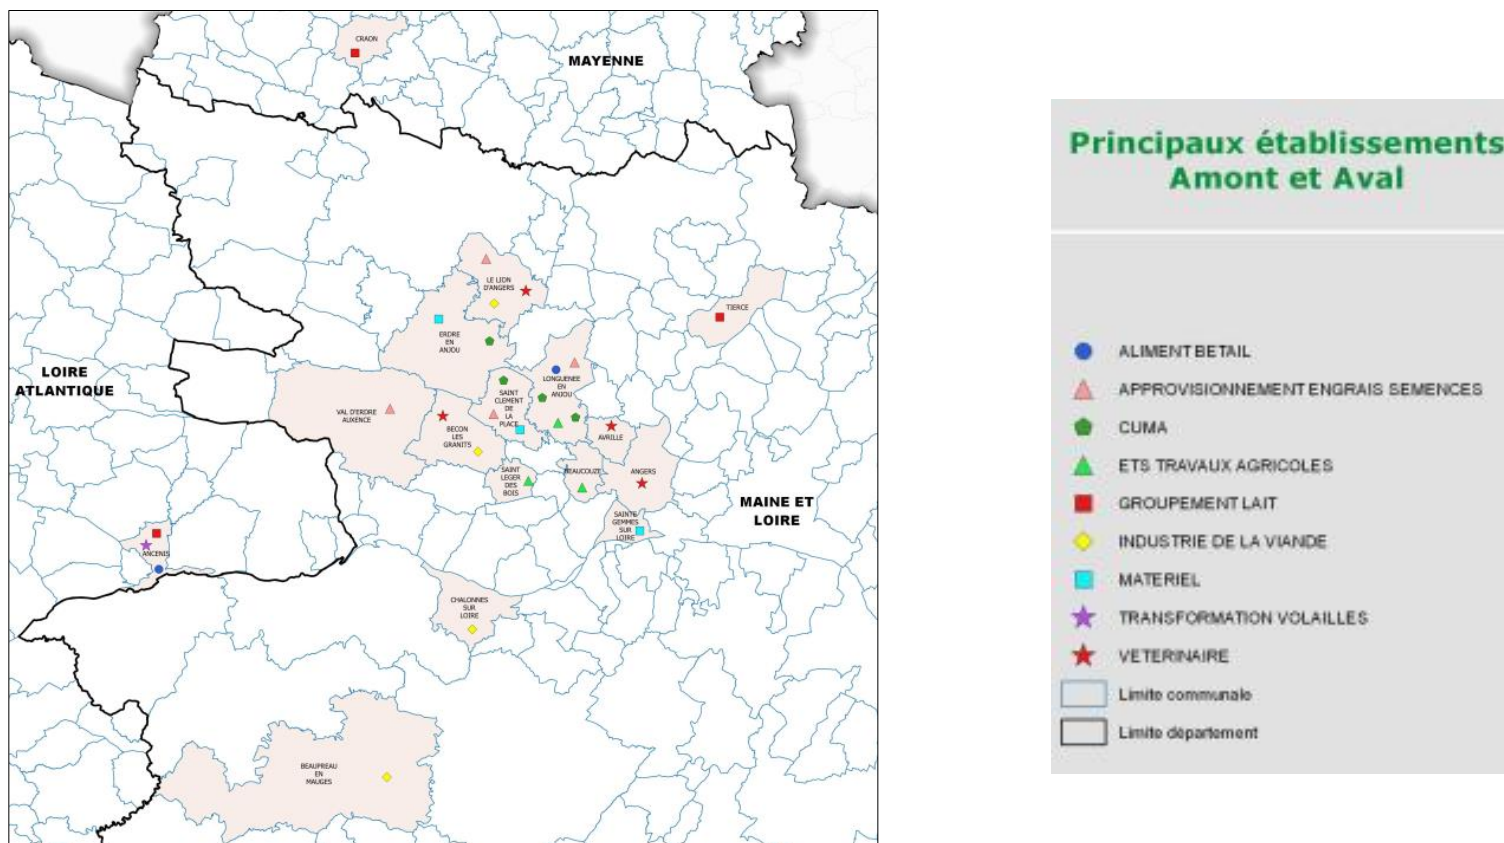 CRAON
MAYENNE
LE LION
D'ANGERS
TIERCE
ERDRE
EN
ANJOU
LOIRE
ATLANTIQUE
LONGUENEE
EN
ANJOU
SAINT
CLEMENT
DE
LA
PLACE
VAL D'ERDRE
AUXENCE
BECON
LES
GRANITS
AVRILLE
SAINT
LEGER
DES
BOIS
BEAUCOUZE
ANGERS
MAINE ET
LOIRE
SAINTE
GEMMES
SUR
LOIRE
ANCENIS
CHALONNES
SUR
LOIRE
BEAUPREAU
EN
MAUGES
Principaux établissements
Amont et Aval
ALIMENT BETAIL
APPROVISIONNEMENT ENGRAIS SEMENCES
CUMA
ETS TRAVAUX AGRICOLES
GROUPEMENT LAIT
INDUSTRIE DE LA VIANDE
MATERIEL
TRANSFORMATION VOLAILLES
VETERINAIRE
Limite communale
Limite département